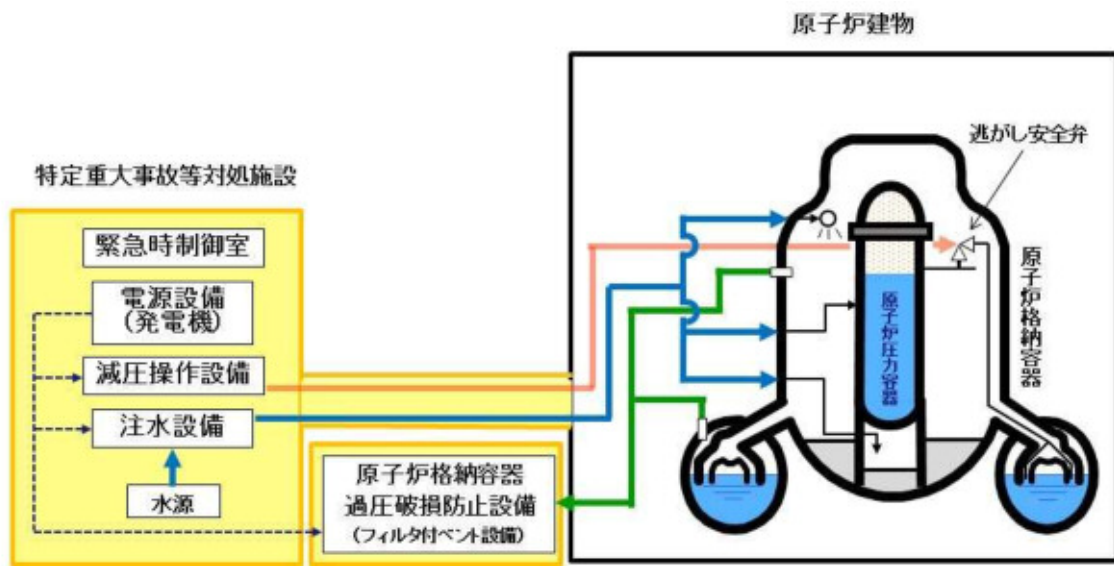 原子炉建物
逃がし安全弁
特定重大事故等対処施設
緊急時制御室
電源設備
(発電機)
減圧操作設備
注水設備
水源
原子炉格納容器
過圧破損防止設備
(フィルタ付ベント設備)
原子炉圧力容器
原子炉格納容器